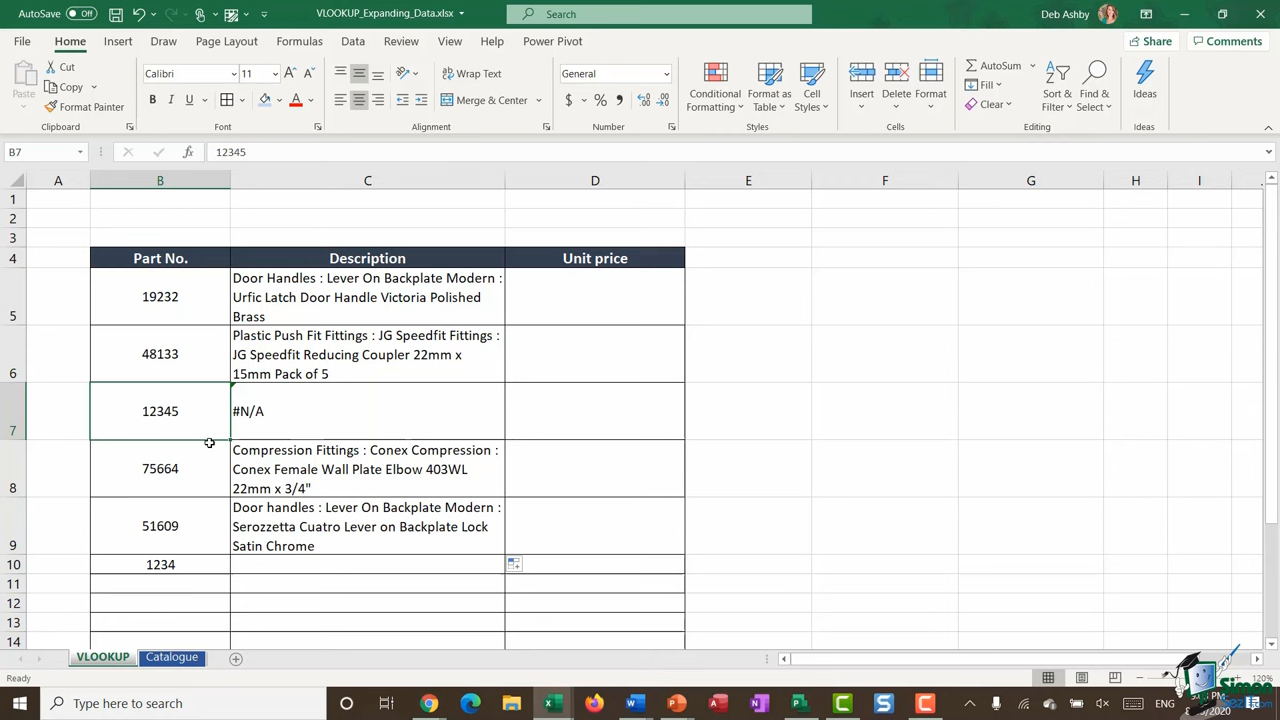 AutoSave Off VLOOKUP_Expanding_Data.xlsx Search Deb Ashby
File Home Insert Draw Page Layout Formulas Data Review View Help Power Pivot Share Comments
Paste Cut Copy Format Painter
Calibri 11 B I U A
Wrap Text Merge & Center
General $ % ,
Conditional Formatting Format as Table Cell Styles
Insert Delete Format
AutoSum Fill Clear Sort & Filter Find & Select
Ideas
Clipboard Font Alignment Number Styles Cells Editing Ideas
B7 fx 12345
A B C D E F G H I
1
2
3
4 Part No. Description Unit price
5 19232 Door Handles : Lever On Backplate Modern :
Urfic Latch Door Handle Victoria Polished
Brass
6 48133 Plastic Push Fit Fittings : JG Speedfit Fittings :
JG Speedfit Reducing Coupler 22mm x
15mm Pack of 5
7 12345 #N/A
8 75664 Compression Fittings : Conex Compression :
Conex Female Wall Plate Elbow 403WL
22mm x 3/4"
9 51609 Door handles : Lever On Backplate Modern :
Serozzetta Cuatro Lever on Backplate Lock
Satin Chrome
10 1234
11
12
13
14
VLOOKUP Catalogue
Ready 120%
Type here to search
Simon